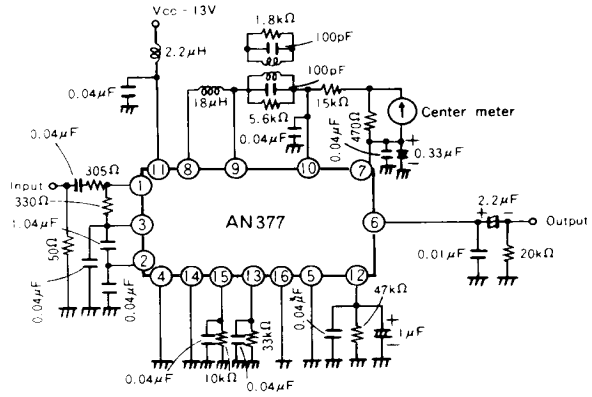 Vcc - 13V
1.8kΩ
100pF
2.2μH
100pF
0.04μF
18μH
5.6kΩ
15kΩ
Center meter
0.04μF
0.04μF
470Ω
0.04μF
+
0.33μF
−
305Ω
Input
330Ω
11
8
9
10
7
1
3
2
AN377
6
2.2μF
+ −
Output
1.04μF
50Ω
0.01μF
20kΩ
4
14
15
13
16
5
12
0.04μF
0.04μF
33kΩ
0.04μF
47kΩ
+
1μF
−
0.04μF
10kΩ
0.04μF